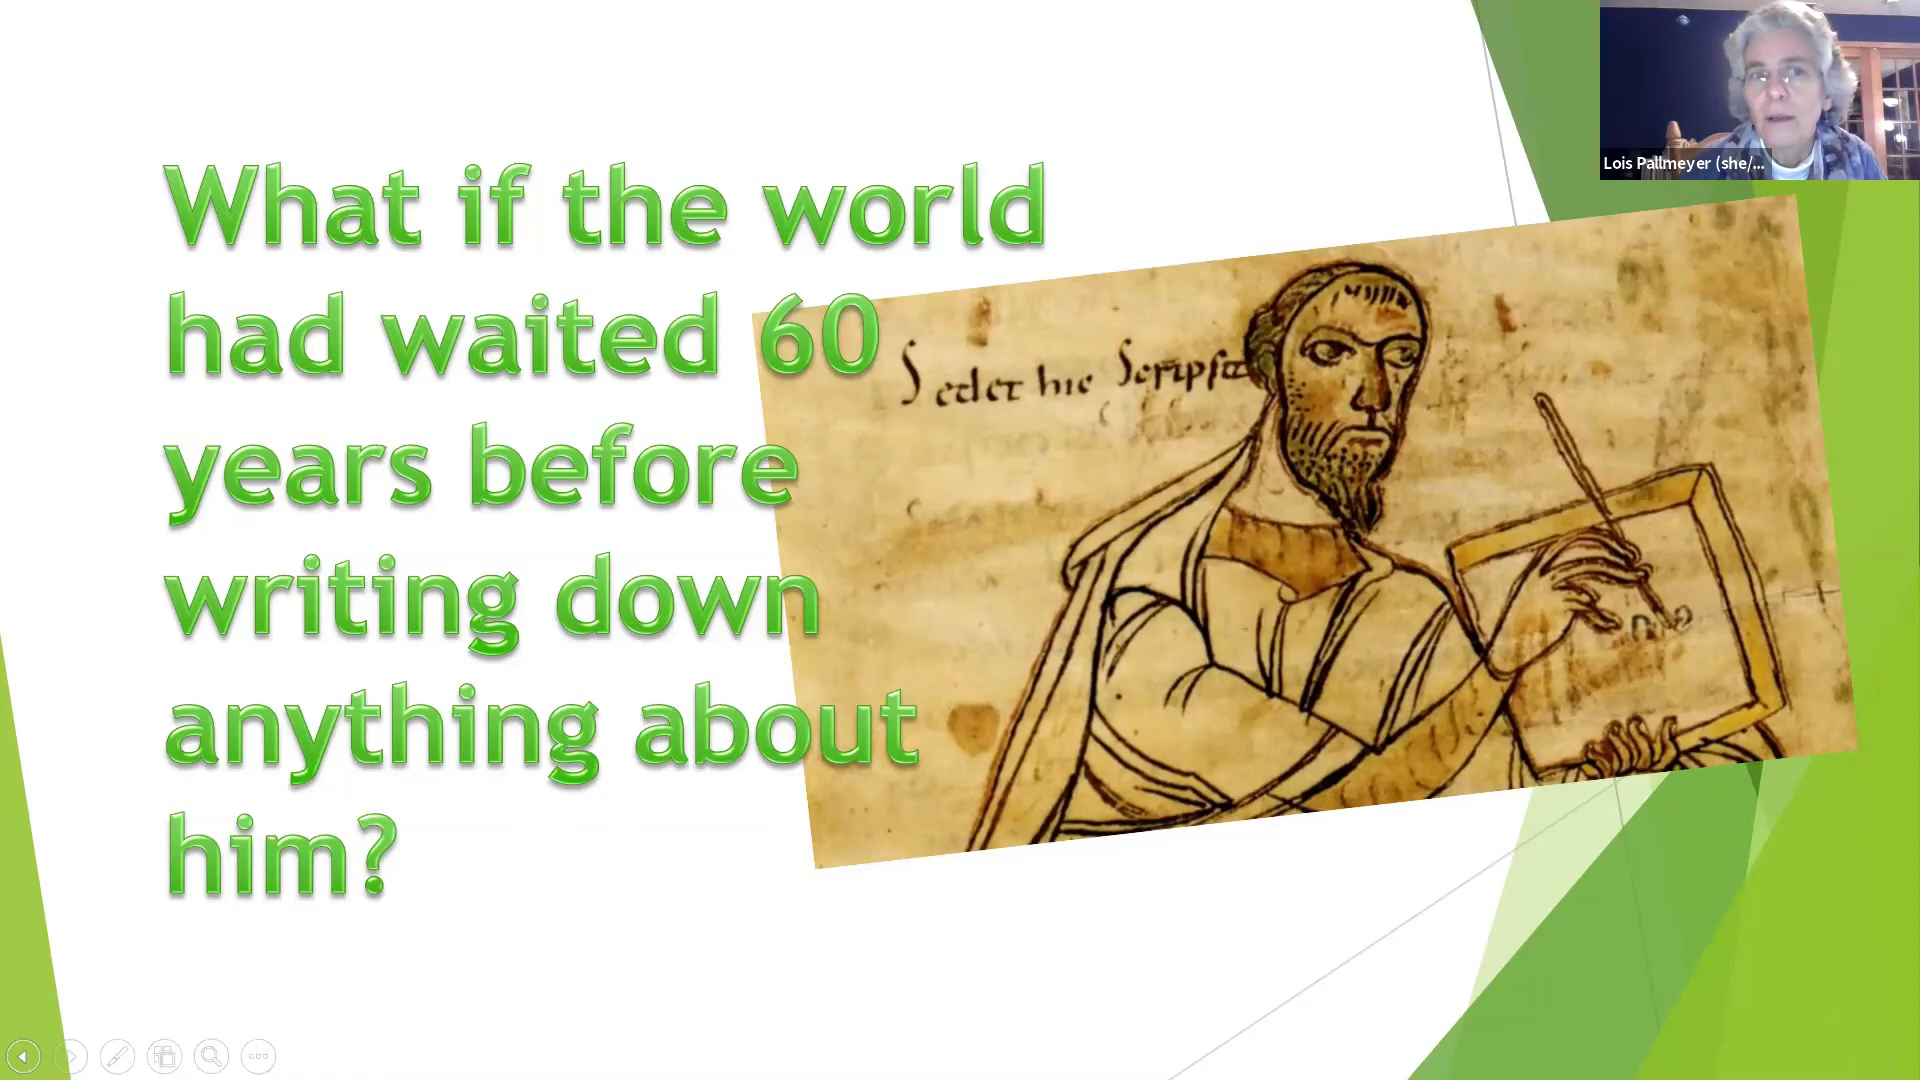 What if the world
had waited 60
years before
writing down
anything about
him?
Sedet hic Scripsit
Lois Pallmeyer (she/...